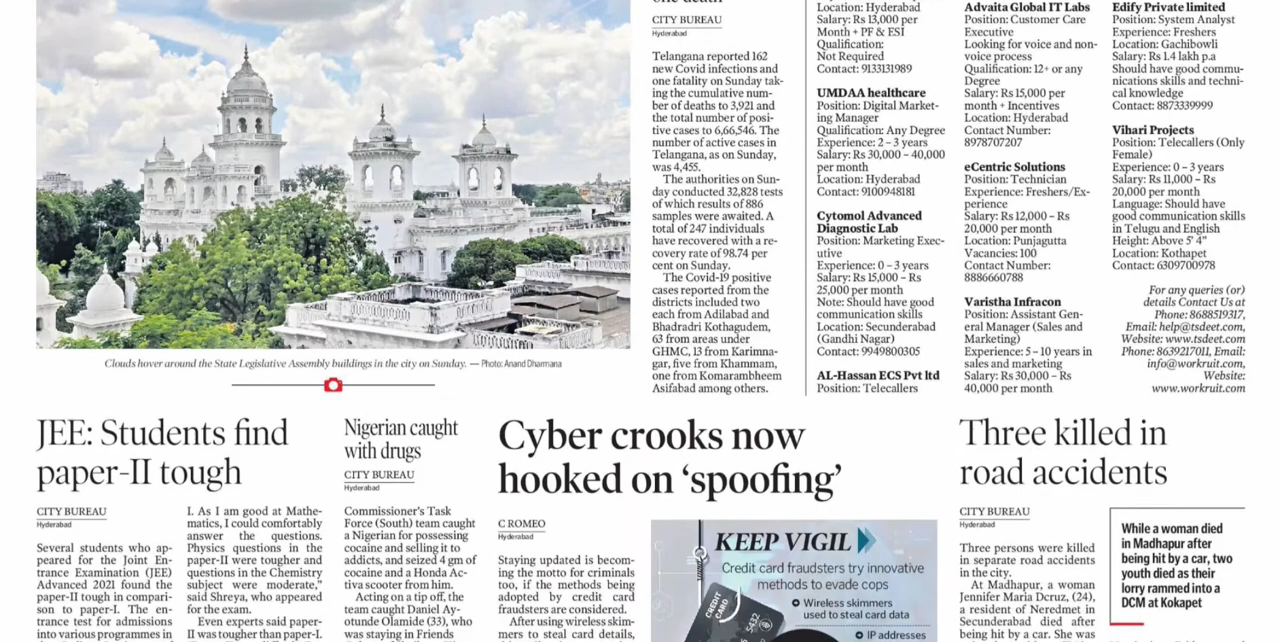 Clouds hover around the State Legislative Assembly buildings in the city on Sunday. — Photo: Anand Dharmana
one death
CITY BUREAU
Hyderabad
Telangana reported 162
new Covid infections and
one fatality on Sunday tak-
ing the cumulative num-
ber of deaths to 3,921 and
the total number of posi-
tive cases to 6,66,546. The
number of active cases in
Telangana, as on Sunday,
was 4,455.
The authorities on Sun-
day conducted 32,828 tests
of which results of 886
samples were awaited. A
total of 247 individuals
have recovered with a re-
covery rate of 98.74 per
cent on Sunday.
The Covid-19 positive
cases reported from the
districts included two
each from Adilabad and
Bhadradri Kothagudem,
63 from areas under
GHMC, 13 from Karimna-
gar, five from Khammam,
one from Komarambheem
Asifabad among others.
Location: Hyderabad
Salary: Rs 13,000 per
Month + PF & ESI
Qualification:
Not Required
Contact: 9133131989
UMDAA healthcare
Position: Digital Market-
ing Manager
Qualification: Any Degree
Experience: 2 – 3 years
Salary: Rs 30,000 – 40,000
per month
Location: Hyderabad
Contact: 9100948181
Cytomol Advanced
Diagnostic Lab
Position: Marketing Exec-
utive
Experience: 0 – 3 years
Salary: Rs 15,000 – Rs
25,000 per month
Note: Should have good
communication skills
Location: Secunderabad
(Gandhi Nagar)
Contact: 9949800305
AL-Hassan ECS Pvt ltd
Position: Telecallers
Advaita Global IT Labs
Position: Customer Care
Executive
Looking for voice and non-
voice process
Qualification: 12+ or any
Degree
Salary: Rs 15,000 per
month + Incentives
Location: Hyderabad
Contact Number:
8978707207
eCentric Solutions
Position: Technician
Experience: Freshers/Ex-
perience
Salary: Rs 12,000 – Rs
20,000 per month
Location: Punjagutta
Vacancies: 100
Contact Number:
8886660788
Varistha Infracon
Position: Assistant Gen-
eral Manager (Sales and
Marketing)
Experience: 5 – 10 years in
sales and marketing
Salary: Rs 30,000 – Rs
40,000 per month
Edify Private limited
Position: System Analyst
Experience: Freshers
Location: Gachibowli
Salary: Rs 1.4 lakh p.a
Should have good commu-
nications skills and techni-
cal knowledge
Contact: 8873339999
Vihari Projects
Position: Telecallers (Only
Female)
Experience: 0 – 3 years
Salary: Rs 11,000 – Rs
20,000 per month
Language: Should have
good communication skills
in Telugu and English
Height: Above 5' 4"
Location: Kothapet
Contact: 6309700978
For any queries (or)
details Contact Us at
Phone: 8688519317,
Email: help@tsdeet.com,
Website: www.tsdeet.com
Phone: 8639217011, Email:
info@workruit.com,
Website:
www.workruit.com
JEE: Students find
paper-II tough
CITY BUREAU
Hyderabad
Several students who ap-
peared for the Joint En-
trance Examination (JEE)
Advanced 2021 found the
paper-II tough in compari-
son to paper-I. The en-
trance test for admissions
into various programmes in
I. As I am good at Mathe-
matics, I could comfortably
answer the questions.
Physics questions in the
paper-II were tougher and
questions in the Chemistry
subject were moderate,"
said Shreya, who appeared
for the exam.
Even experts said paper-
II was tougher than paper-I.
Nigerian caught
with drugs
CITY BUREAU
Hyderabad
Commissioner's Task
Force (South) team caught
a Nigerian for possessing
cocaine and selling it to
addicts, and seized 4 gm of
cocaine and a Honda Ac-
tiva scooter from him.
Acting on a tip off, the
team caught Daniel Ay-
otunde Olamide (33), who
was staying in Friends
Cyber crooks now
hooked on 'spoofing'
C ROMEO
Hyderabad
Staying updated is becom-
ing the motto for criminals
too, if the methods being
adopted by credit card
fraudsters are considered.
After using wireless skim-
mers to steal card details,
KEEP VIGIL
Credit card fraudsters try innovative
methods to evade cops
CREDIT
CARD
5432
Wireless skimmers
used to steal card data
IP addresses
Three killed in
road accidents
CITY BUREAU
Hyderabad
Three persons were killed
in separate road accidents
in the city.
At Madhapur, a woman
Jennifer Maria Dcruz, (24),
a resident of Neredmet in
Secunderabad died after
being hit by a car. She was
While a woman died
in Madhapur after
being hit by a car, two
youth died as their
lorry rammed into a
DCM at Kokapet